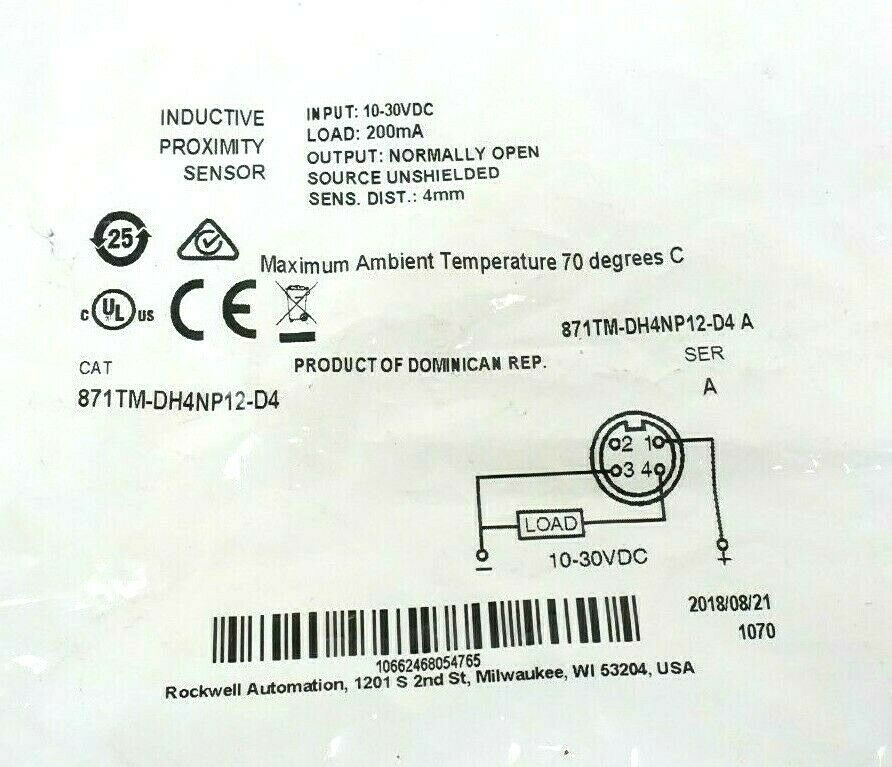 INDUCTIVE
PROXIMITY
SENSOR
INPUT: 10-30VDC
LOAD: 200mA
OUTPUT: NORMALLY OPEN
SOURCE UNSHIELDED
SENS. DIST.: 4mm
25
Maximum Ambient Temperature 70 degrees C
C UL US CE
871TM-DH4NP12-D4 A
CAT
PRODUCT OF DOMINICAN REP.
SER
871TM-DH4NP12-D4
A
2 1
3 4
LOAD
10-30VDC
– +
2018/08/21
1070
10662468054765
Rockwell Automation, 1201 S 2nd St, Milwaukee, WI 53204, USA